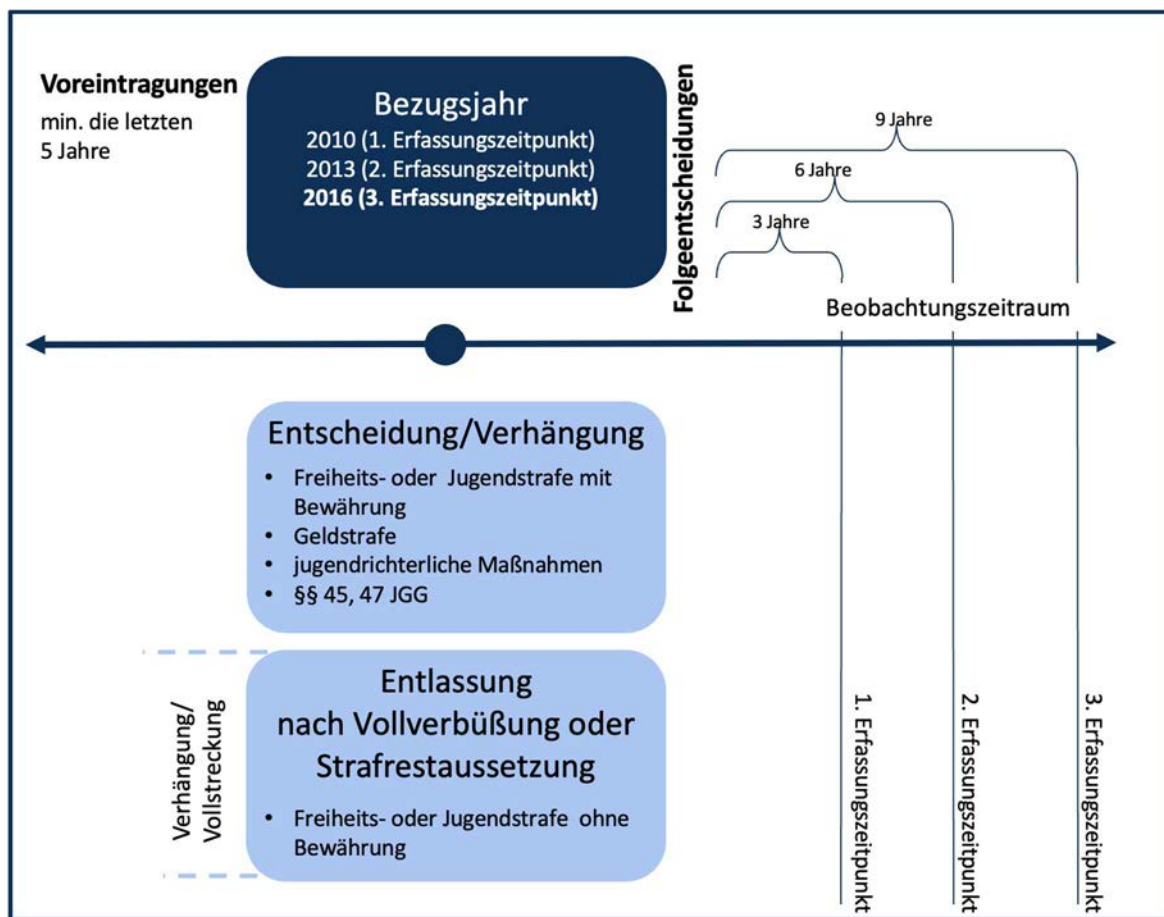 Voreintragungen
min. die letzten
5 Jahre
Bezugsjahr
2010 (1. Erfassungszeitpunkt)
2013 (2. Erfassungszeitpunkt)
2016 (3. Erfassungszeitpunkt)
Folgeentscheidungen
9 Jahre
6 Jahre
3 Jahre
Beobachtungszeitraum
Entscheidung/Verhängung
• Freiheits- oder Jugendstrafe mit
Bewährung
• Geldstrafe
• jugendrichterliche Maßnahmen
• §§ 45, 47 JGG
Verhängung/
Vollstreckung
Entlassung
nach Vollverbüßung oder
Strafrestaussetzung
• Freiheits- oder Jugendstrafe ohne
Bewährung
1. Erfassungszeitpunkt
2. Erfassungszeitpunkt
3. Erfassungszeitpunkt